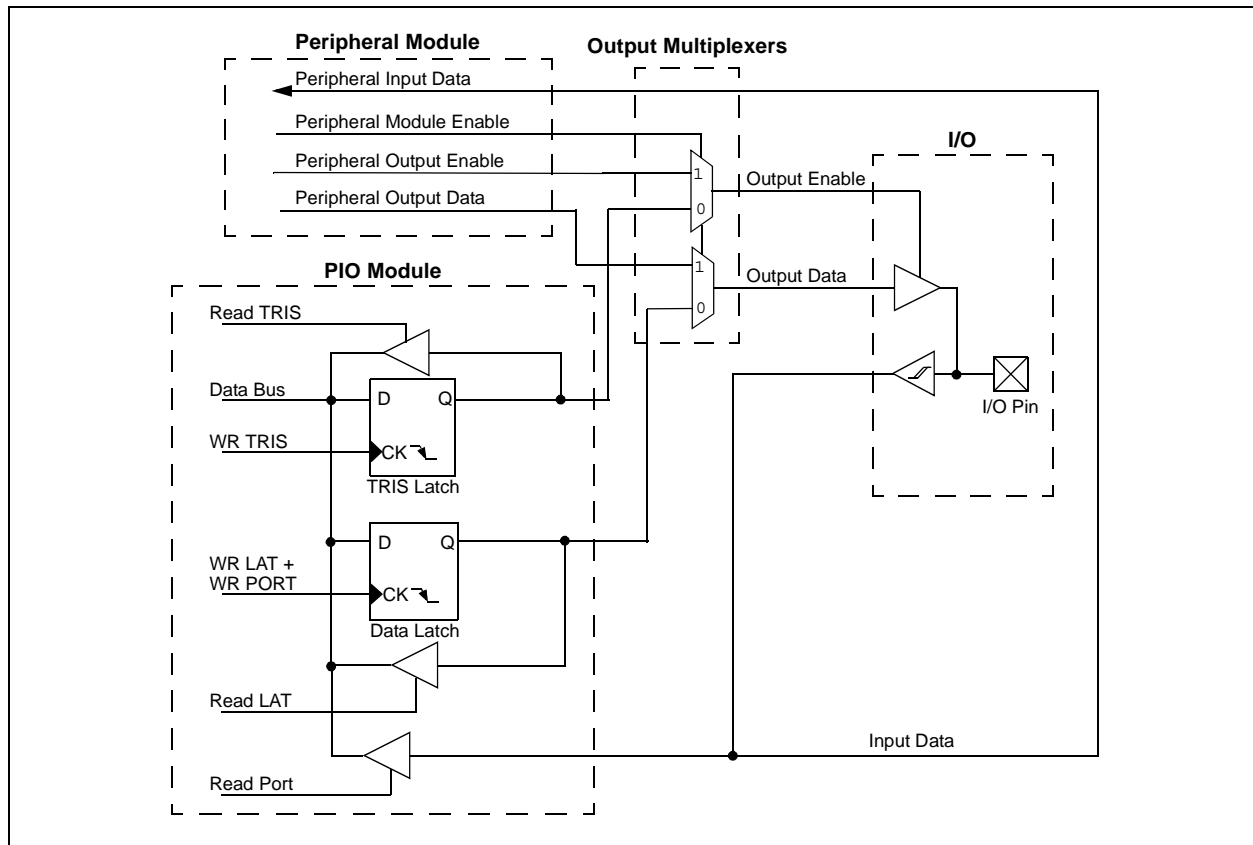 Peripheral Module
Output Multiplexers
Peripheral Input Data
Peripheral Module Enable
I/O
Peripheral Output Enable
1
Output Enable
Peripheral Output Data
0
PIO Module
1
Output Data
Read TRIS
0
Data Bus
D
Q
I/O Pin
WR TRIS
CK
TRIS Latch
D
Q
WR LAT +
WR PORT
CK
Data Latch
Read LAT
Input Data
Read Port